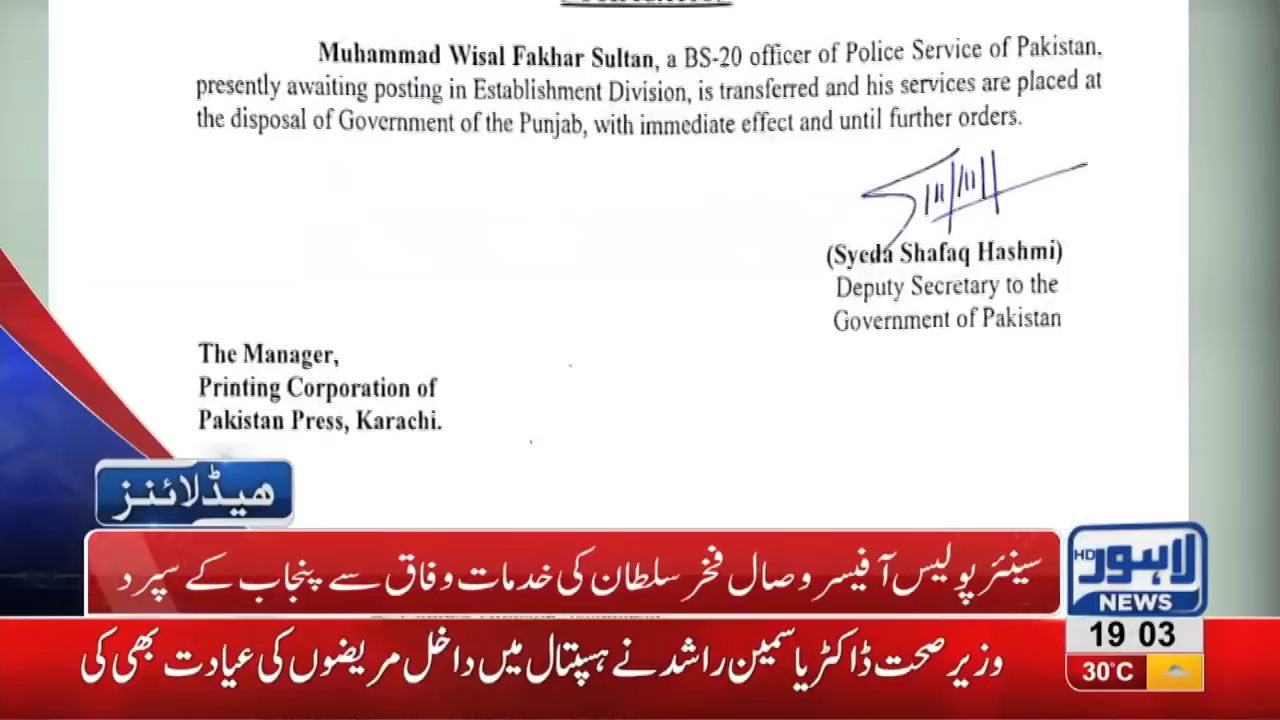 Muhammad Wisal Fakhar Sultan, a BS-20 officer of Police Service of Pakistan,
presently awaiting posting in Establishment Division, is transferred and his services are placed at
the disposal of Government of the Punjab, with immediate effect and until further orders.
(Syeda Shafaq Hashmi)
Deputy Secretary to the
Government of Pakistan
The Manager,
Printing Corporation of
Pakistan Press, Karachi.
ھیڈلائنز
سینئر پولیس آفیسر وصال فخر سلطان کی خدمات وفاق سے پنجاب کے سپرد
HD لاہور
NEWS
19 03
30°C
وزیر صحت ڈاکٹر یاسمین راشد نے ہسپتال میں داخل مریضوں کی عیادت بھی کی